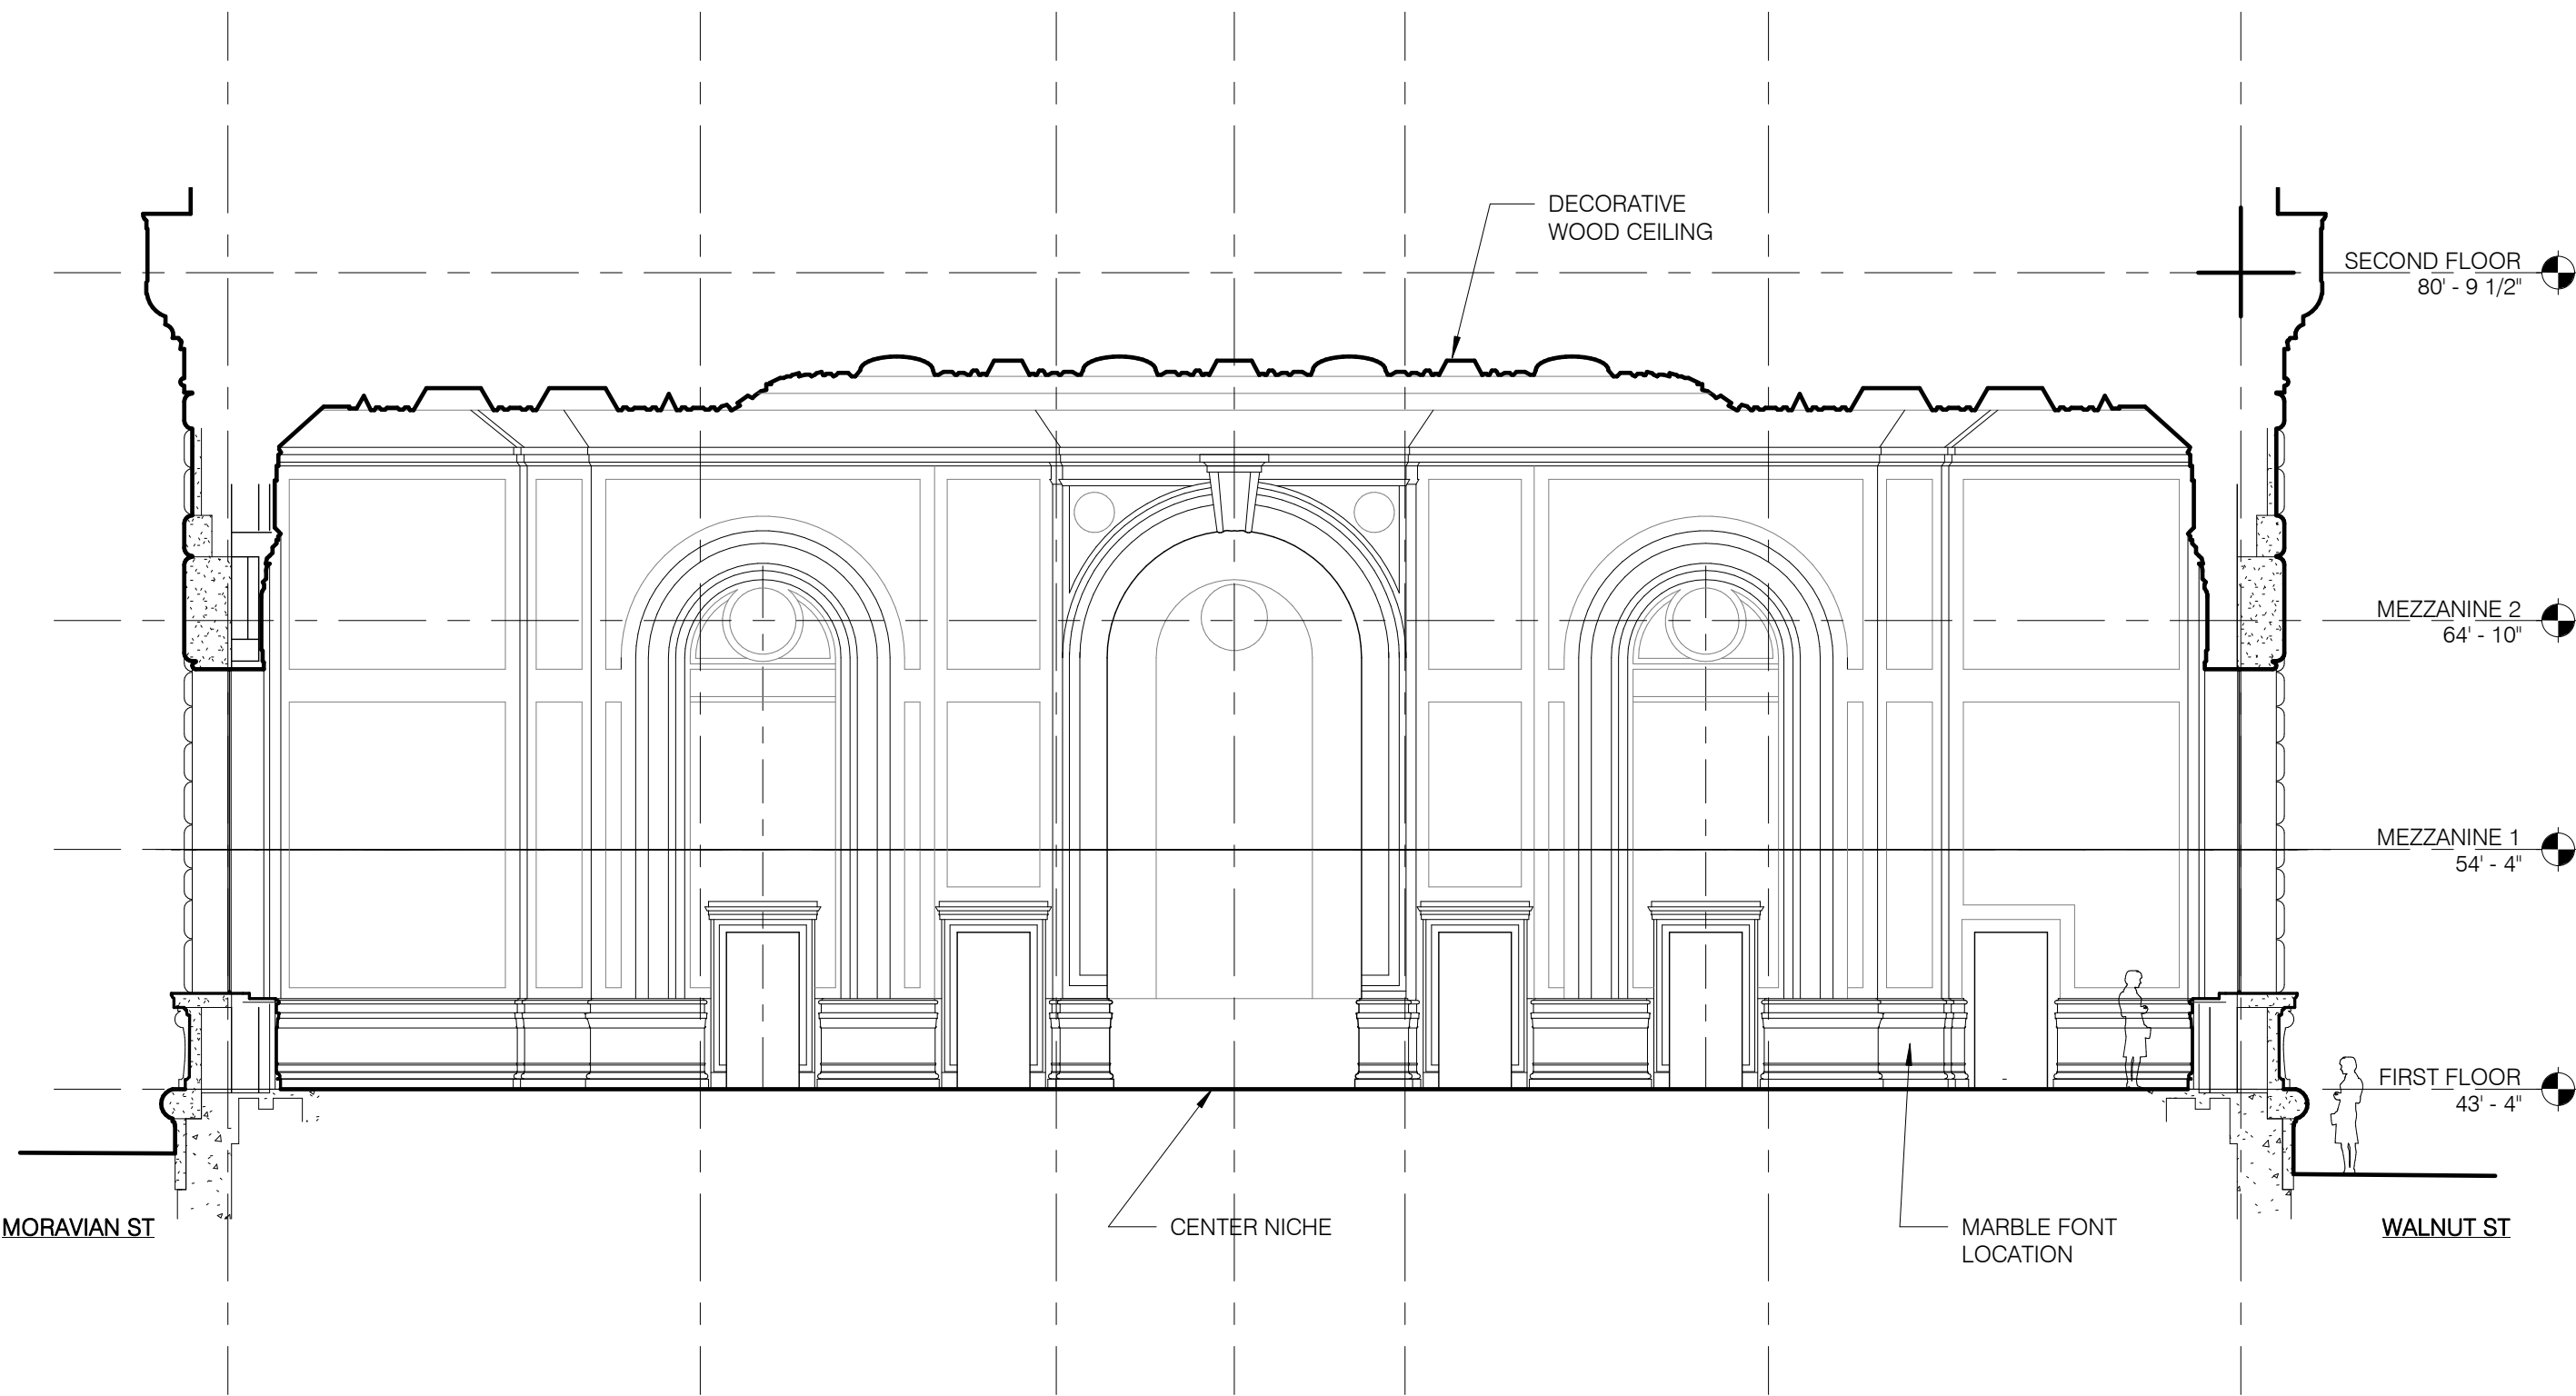 DECORATIVE
WOOD CEILING
SECOND FLOOR
80' - 9 1/2"
MEZZANINE 2
64' - 10"
MEZZANINE 1
54' - 4"
FIRST FLOOR
43' - 4"
MORAVIAN ST
CENTER NICHE
MARBLE FONT
LOCATION
WALNUT ST